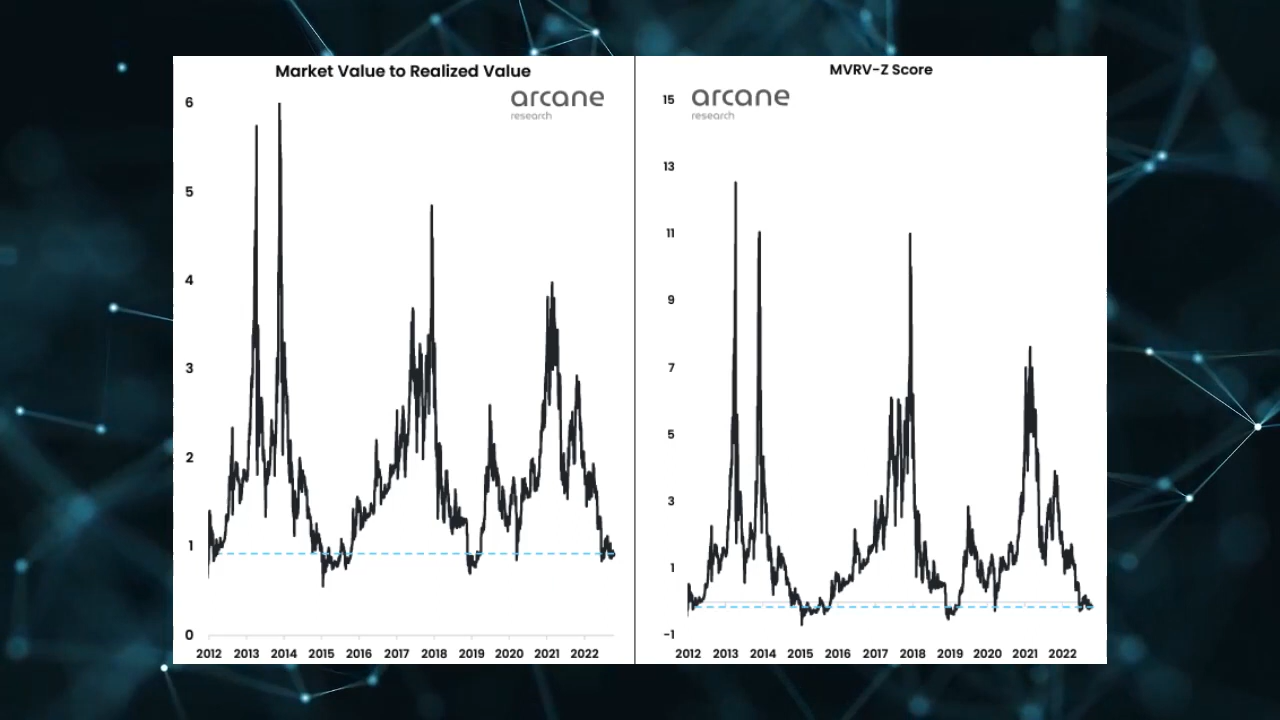 Market Value to Realized Value
arcane
research
6
5
4
3
2
1
0
2012 2013 2014 2015 2016 2017 2018 2019 2020 2021 2022
MVRV-Z Score
arcane
research
15
13
11
9
7
5
3
1
-1
2012 2013 2014 2015 2016 2017 2018 2019 2020 2021 2022